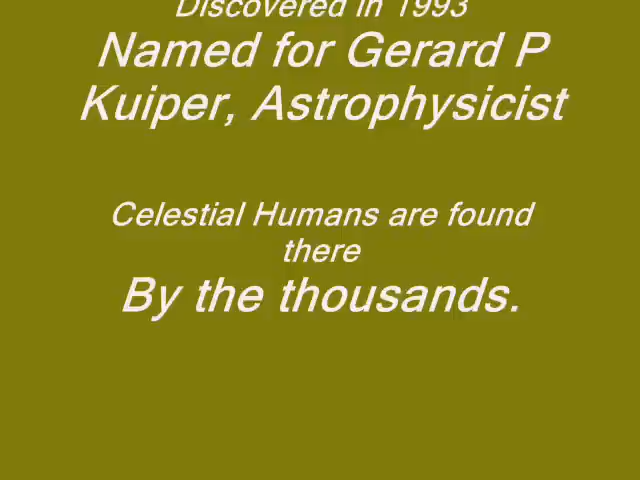 Discovered in 1993
Named for Gerard P
Kuiper, Astrophysicist
Celestial Humans are found
there
By the thousands.